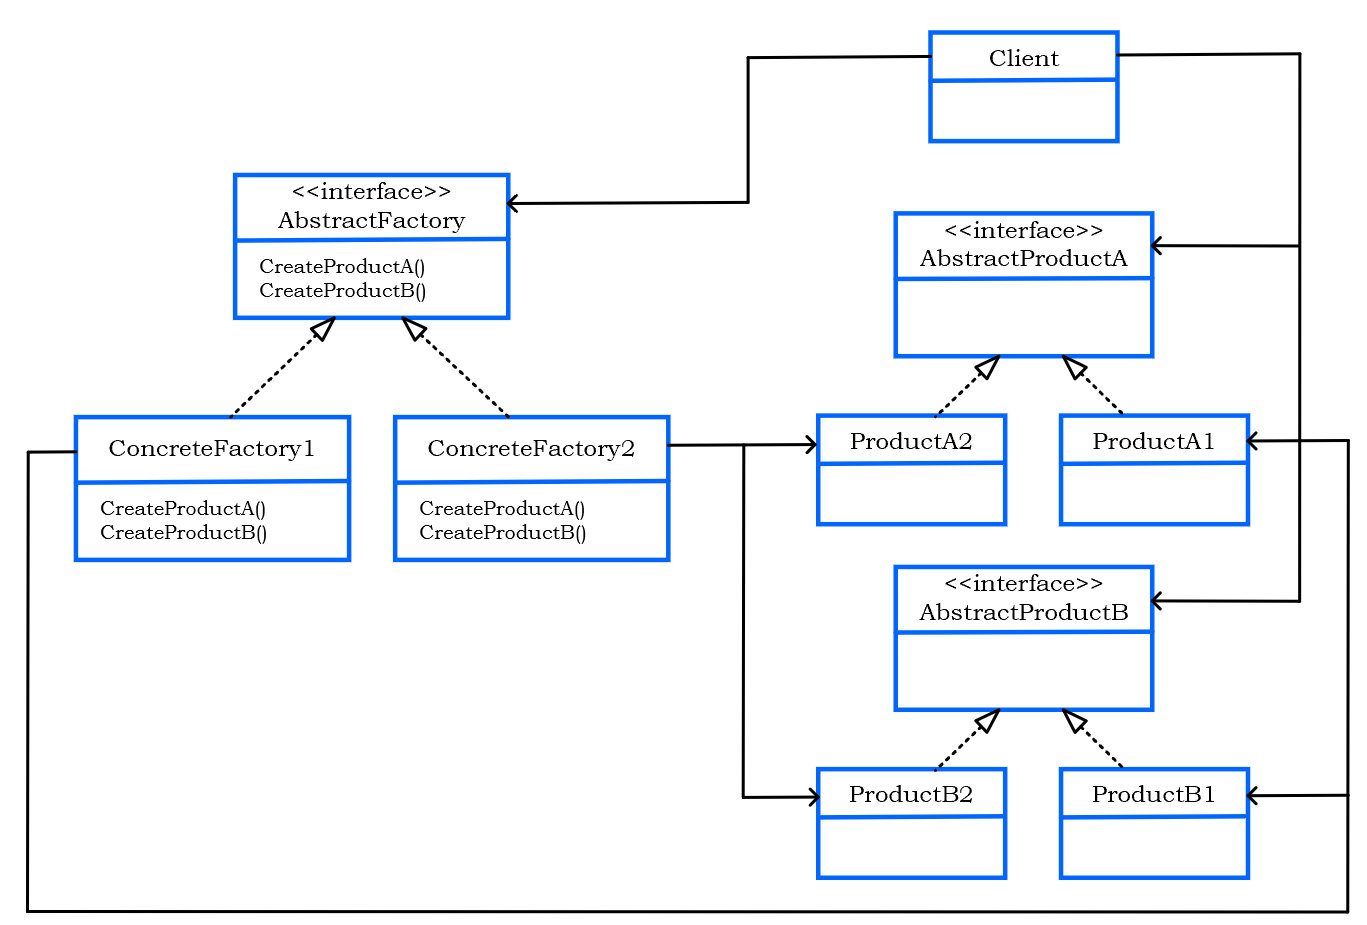 Client
<<interface>>
AbstractFactory
CreateProductA()
CreateProductB()
<<interface>>
AbstractProductA
ConcreteFactory1
CreateProductA()
CreateProductB()
ConcreteFactory2
CreateProductA()
CreateProductB()
ProductA2
ProductA1
<<interface>>
AbstractProductB
ProductB2
ProductB1